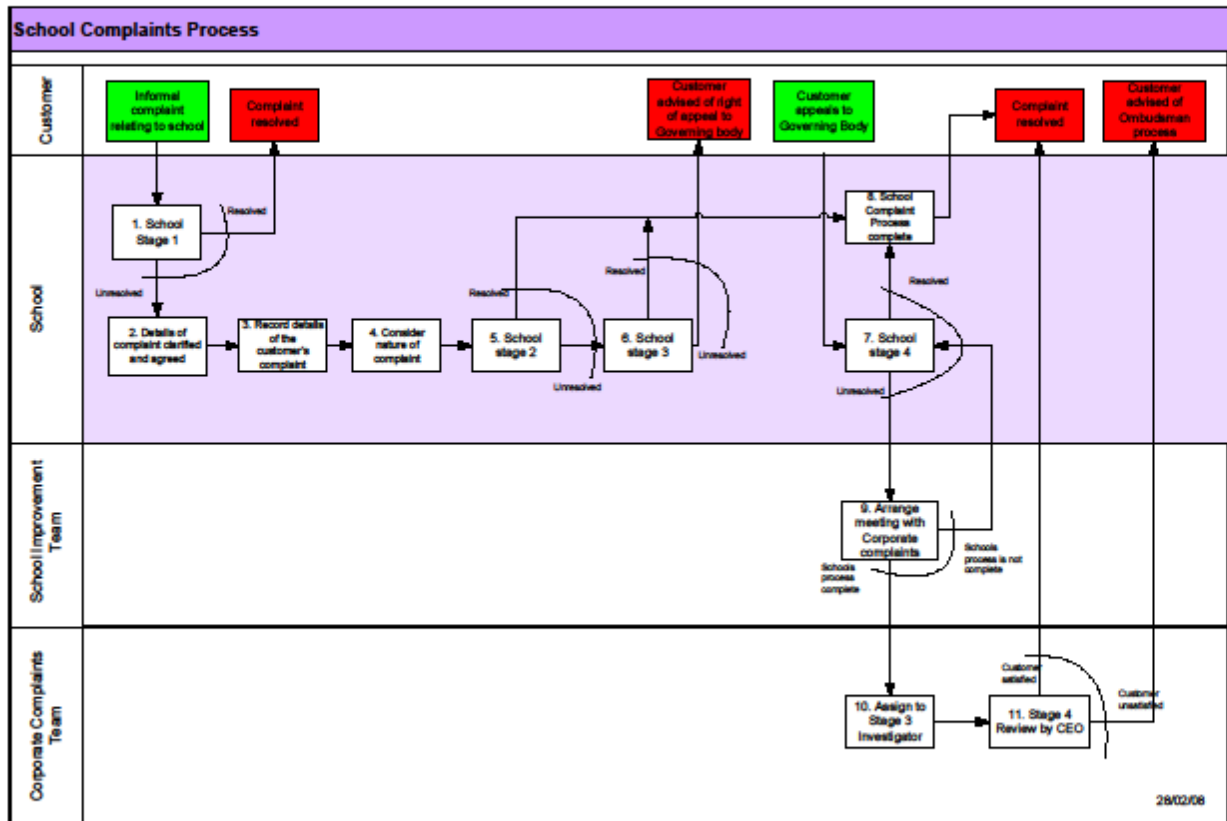 School Complaints Process
Customer
Informal
complaint
relating to school
Complaint
resolved
Customer
advised of right
of appeal to
Governing body
Customer
appeals to
Governing Body
Complaint
resolved
Customer
advised of
Ombudsman
process
School
1. School
Stage 1
Resolved
Unresolved
2. Details of
complaint clarified
and agreed
3. Record details
of the
customer's
complaint
4. Consider
nature of
complaint
5. School
stage 2
Resolved
Unresolved
6. School
stage 3
Resolved
Unresolved
8. School
Complaint
Process
complete
Resolved
7. School
stage 4
Unresolved
School Improvement
Team
9. Arrange
meeting with
Corporate
complaints
Schools
process
complete
Schools
process is not
complete
Corporate Complaints
Team
10. Assign to
Stage 3
Investigator
11. Stage 4
Review by CEO
Customer
satisfied
Customer
unsatisfied
28/02/08